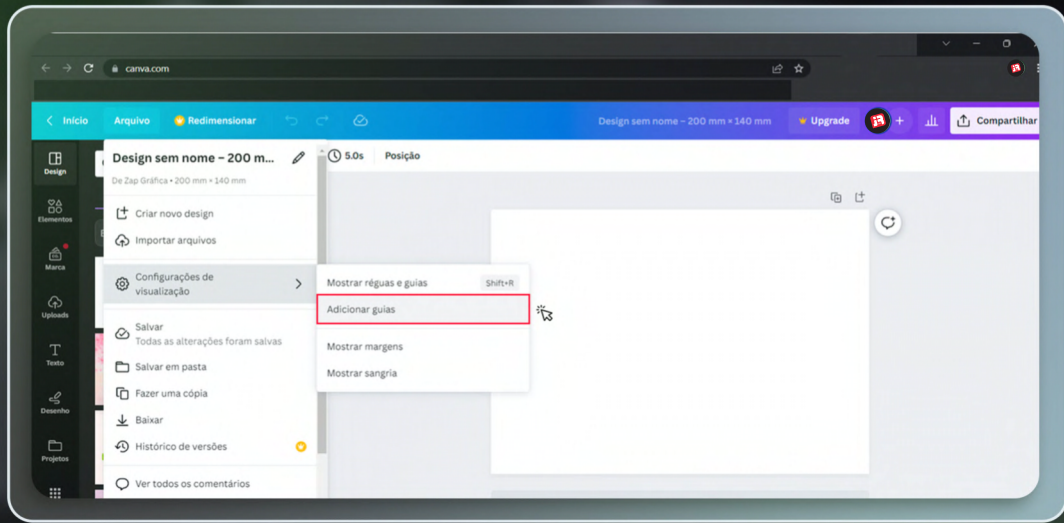 canva.com
Início
Arquivo
Redimensionar
Design sem nome – 200 mm × 140 mm
Upgrade
Compartilhar
Design
Elementos
Marca
Uploads
Texto
Desenho
Projetos
Design sem nome – 200 m...
De Zap Gráfica • 200 mm × 140 mm
Criar novo design
Importar arquivos
Configurações de
visualização
Salvar
Todas as alterações foram salvas
Salvar em pasta
Fazer uma cópia
Baixar
Histórico de versões
Ver todos os comentários
5.0s
Posição
Mostrar réguas e guias
Shift+R
Adicionar guias
Mostrar margens
Mostrar sangria